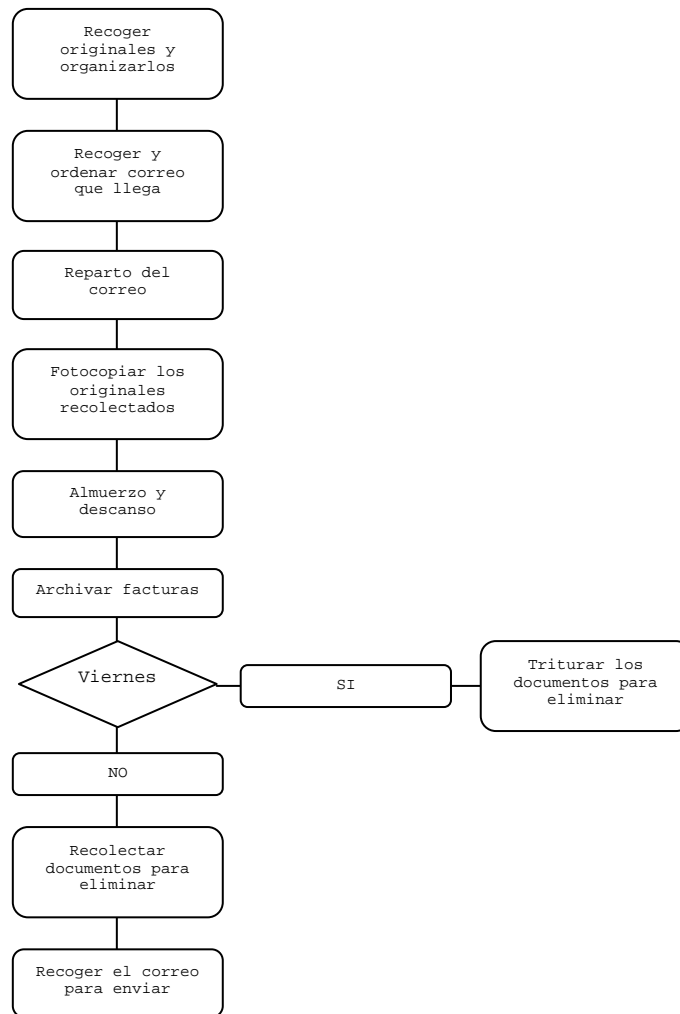 Recoger
originales y
organizarlos
Recoger y
ordenar correo
que llega
Reparto del
correo
Fotocopiar los
originales
recolectados
Almuerzo y
descanso
Archivar facturas
Viernes
SI
Triturar los
documentos para
eliminar
NO
Recolectar
documentos para
eliminar
Recoger el correo
para enviar